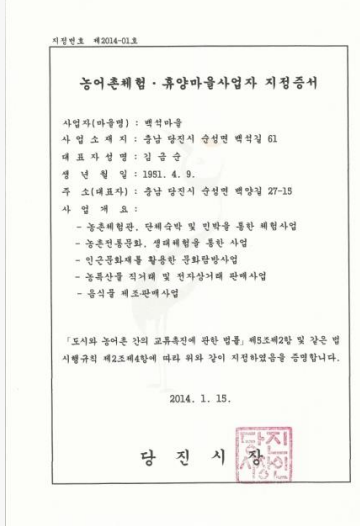 지정번호 제2014-01호
농어촌체험·휴양마을사업자 지정증서
사업자(마을명) : 백석마을
사 업 소 재 지 : 충남 당진시 순성면 백석길 61
대 표 자 성 명 : 김금순
생 년 월 일 : 1951. 4. 9.
주 소(대표자) : 충남 당진시 순성면 백양길 27-15
사 업 개 요 :
- 농촌체험관, 단체숙박 및 민박을 통한 체험사업
- 농촌전통문화, 생태체험을 통한 사업
- 인근문화재를 활용한 문화탐방사업
- 농특산물 직거래 및 전자상거래 판매사업
- 음식물 제조판매사업
「도시와 농어촌 간의 교류촉진에 관한 법률」제5조제2항 및 같은 법
시행규칙 제2조제4항에 따라 위와 같이 지정하였음을 증명합니다.
2014. 1. 15.
당 진 시 장
당진시장인